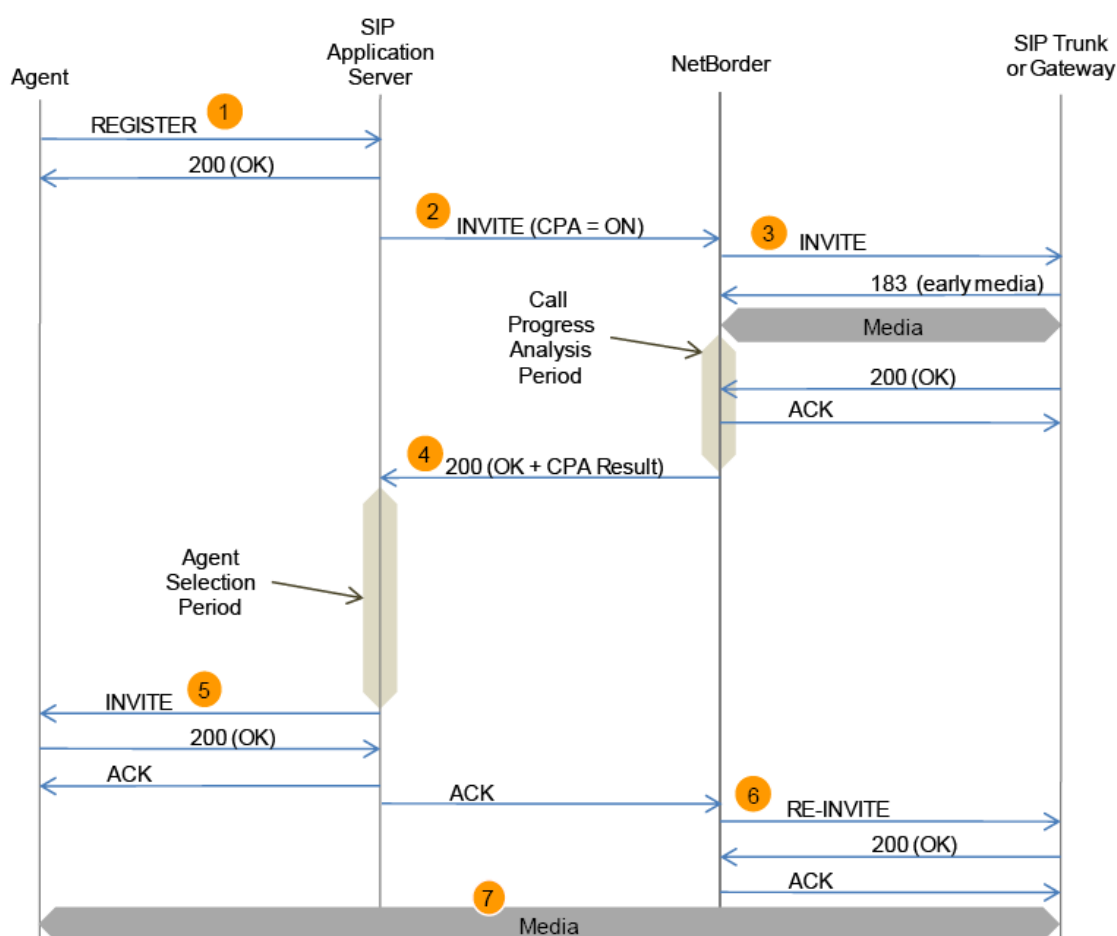 Agent
SIP
Application
Server
NetBorder
SIP Trunk
or Gateway
1
REGISTER
200 (OK)
2
INVITE (CPA = ON)
3
INVITE
183 (early media)
Media
Call
Progress
Analysis
Period
200 (OK)
ACK
4
200 (OK + CPA Result)
Agent
Selection
Period
5
INVITE
200 (OK)
ACK
ACK
6
RE-INVITE
200 (OK)
ACK
7
Media